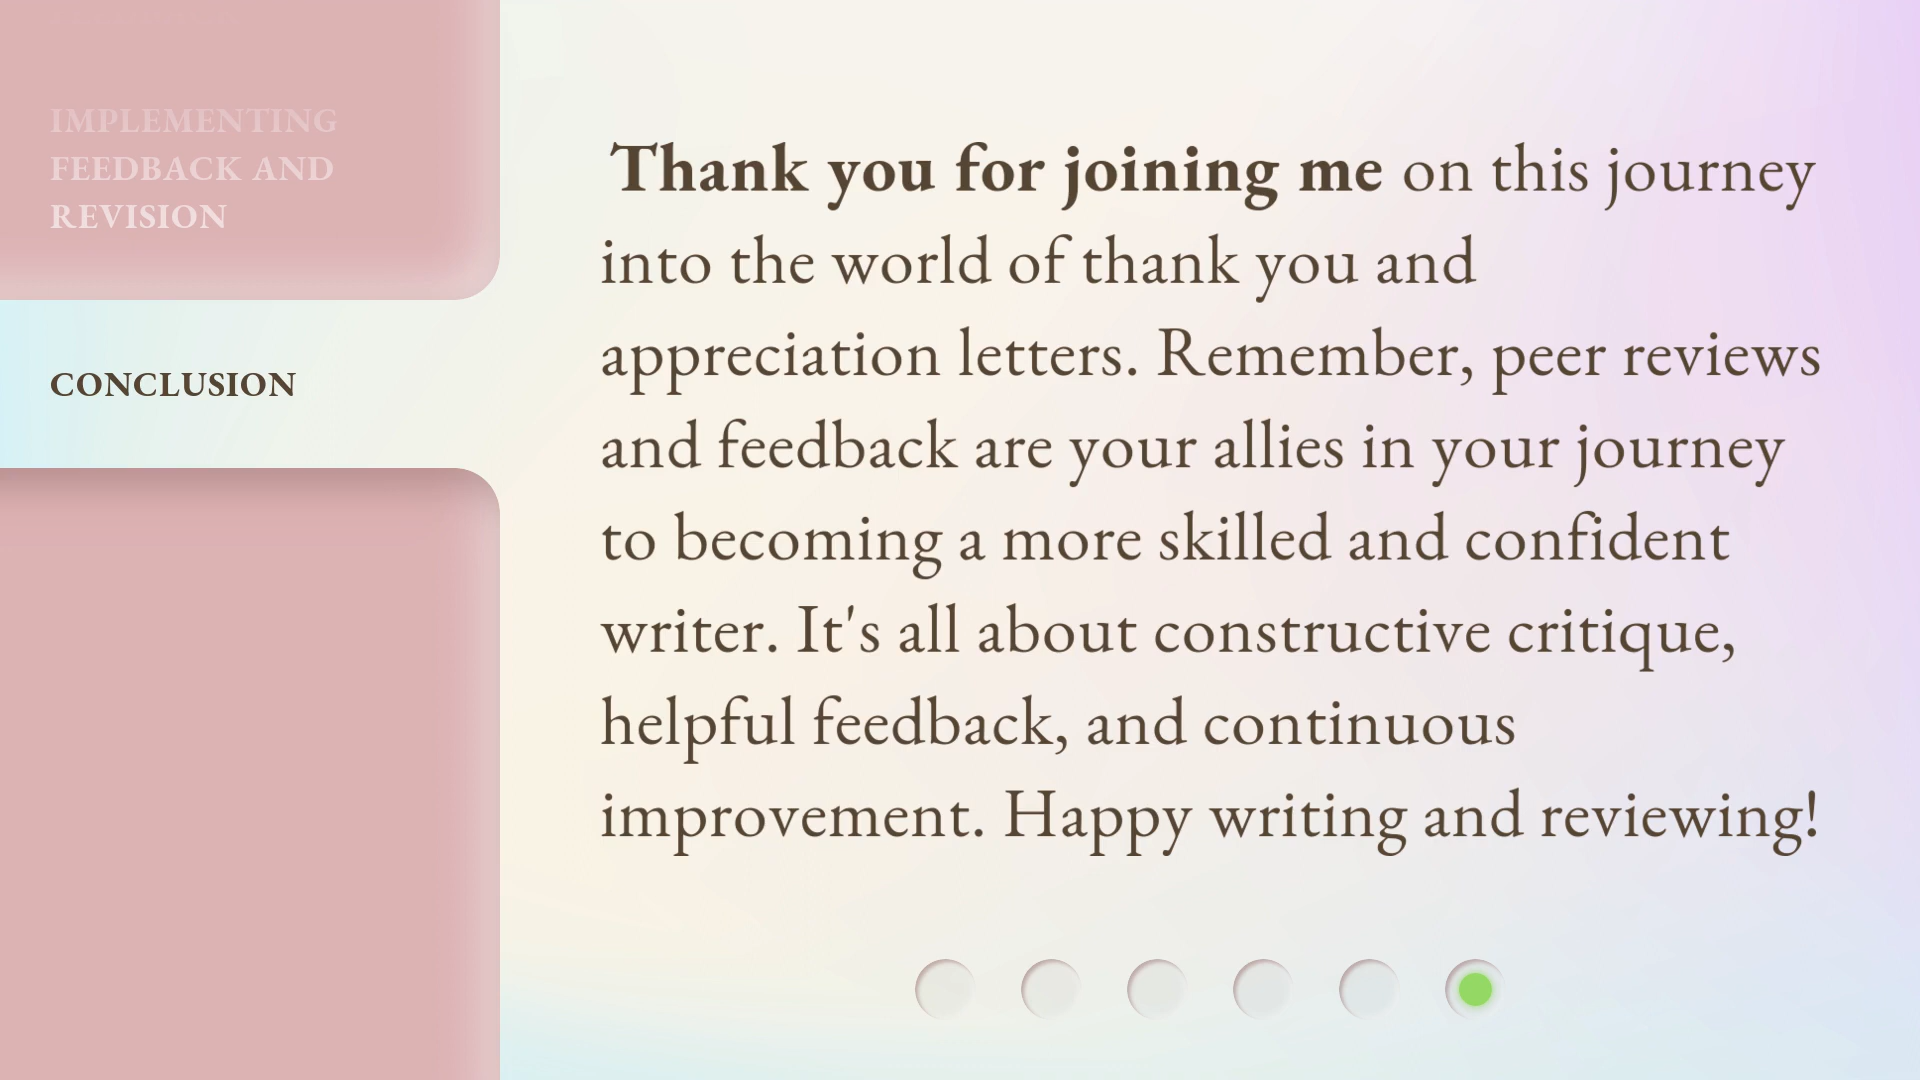 IMPLEMENTING
FEEDBACK AND
REVISION
CONCLUSION
Thank you for joining me on this journey
into the world of thank you and
appreciation letters. Remember, peer reviews
and feedback are your allies in your journey
to becoming a more skilled and confident
writer. It's all about constructive critique,
helpful feedback, and continuous
improvement. Happy writing and reviewing!